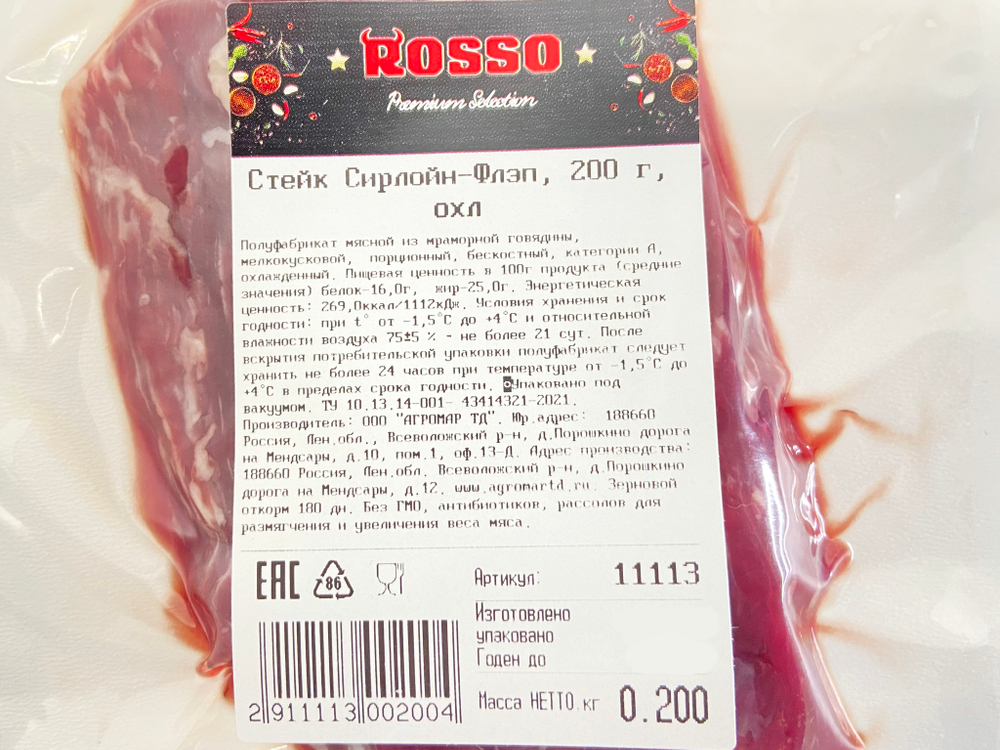 ROSSO
Premium Selection
Стейк Сирлойн-Флэп, 200 г,
охл
Полуфабрикат мясной из мраморной говядины,
мелкокусковой, порционный, бескостный, категории А,
охлажденный. Пищевая ценность в 100г продукта (средние
значения) белок-16,0г, жир-25,0г. Энергетическая
ценность: 269,0ккал/1112кДж. Условия хранения и срок
годности: при t° от -1,5°С до +4°С и относительной
влажности воздуха 75±5 % - не более 21 сут. После
вскрытия потребительской упаковки полуфабрикат следует
хранить не более 24 часов при температуре от -1,5°С до
+4°С в пределах срока годности. Упаковано под
вакуумом. ТУ 10.13.14-001- 43414321-2021.
Производитель: ООО "АГРОМАР ТД". Юр.адрес: 188660
Россия, Лен.обл., Всеволожский р-н, д.Порошкино дорога
на Мендсары, д.10, пом.1, оф.13-Д. Адрес производства:
188660 Россия, Лен.обл. Всеволожский р-н, д.Порошкино
дорога на Мендсары, д.12. www.agromartd.ru. Зерновой
откорм 180 дн. Без ГМО, антибиотиков, рассолов для
размягчения и увеличения веса мяса.
EAC 86
Артикул: 11113
Изготовлено
упаковано
Годен до
Масса НЕТТО.кг 0.200
2 911113 002004